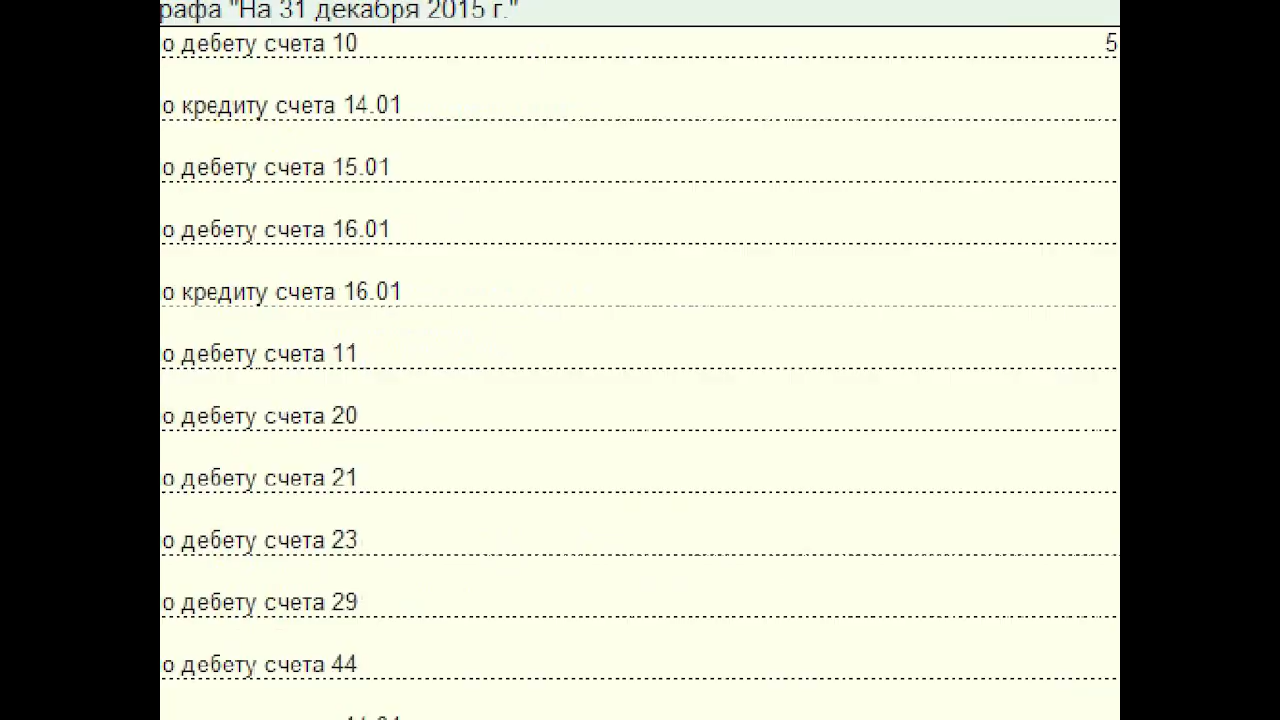 рафа "На 31 декабря 2015 г."
о дебету счета 10 5
о кредиту счета 14.01
о дебету счета 15.01
о дебету счета 16.01
о кредиту счета 16.01
о дебету счета 11
о дебету счета 20
о дебету счета 21
о дебету счета 23
о дебету счета 29
о дебету счета 44